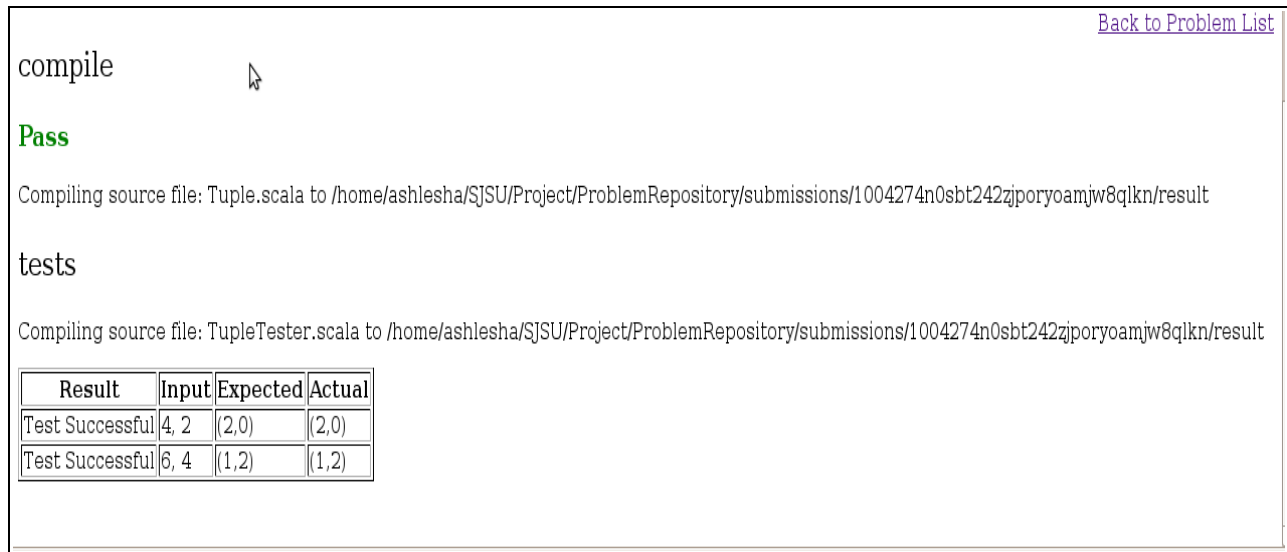 Back to Problem List
compile
Pass
Compiling source file: Tuple.scala to /home/ashlesha/SJSU/Project/ProblemRepository/submissions/1004274n0sbt242zjporyoamjw8qlkn/result
tests
Compiling source file: TupleTester.scala to /home/ashlesha/SJSU/Project/ProblemRepository/submissions/1004274n0sbt242zjporyoamjw8qlkn/result
Result Input Expected Actual
Test Successful 4, 2 (2,0) (2,0)
Test Successful 6, 4 (1,2) (1,2)